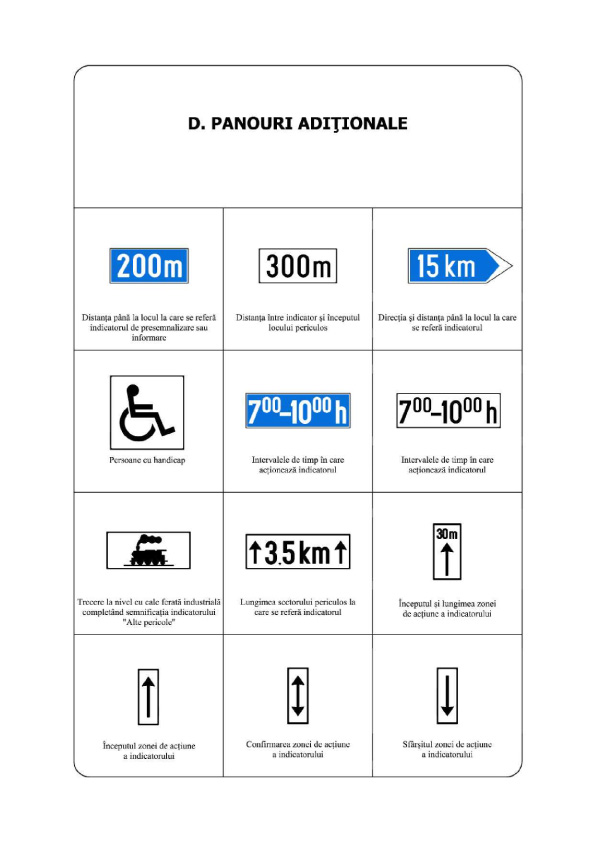 D. PANOURI ADIŢIONALE
200m
300m
15 km
Distanţa până la locul la care se referă
indicatorul de presemnalizare sau
informare
Distanţa între indicator şi începutul
locului periculos
Direcţia şi distanţa până la locul la care
se referă indicatorul
7⁰⁰–10⁰⁰ h
7⁰⁰–10⁰⁰ h
Persoane cu handicap
Intervalele de timp în care
acţionează indicatorul
Intervalele de timp în care
acţionează indicatorul
3.5 km
30m
Trecere la nivel cu cale ferată industrială
completând semnificaţia indicatorului
"Alte pericole"
Lungimea sectorului periculos la
care se referă indicatorul
Începutul şi lungimea zonei
de acţiune a indicatorului
Începutul zonei de acţiune
a indicatorului
Confirmarea zonei de acţiune
a indicatorului
Sfârşitul zonei de acţiune
a indicatorului